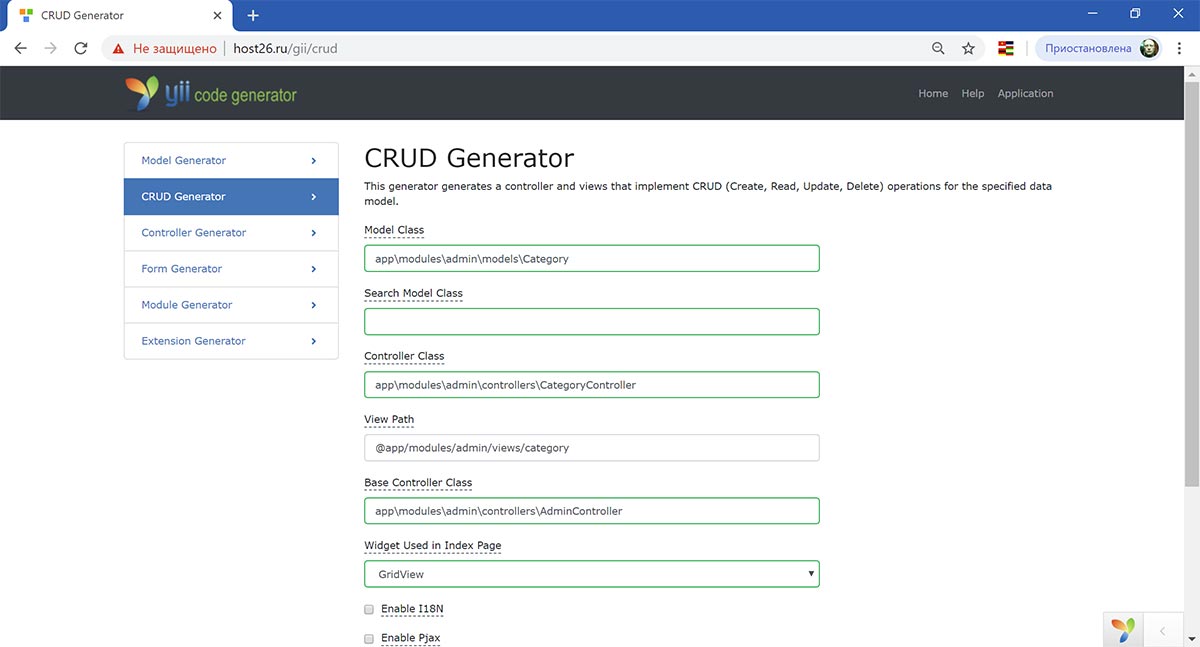 CRUD Generator
Не защищено
host26.ru/gii/crud
Приостановлена
yii code generator
Home
Help
Application
Model Generator
CRUD Generator
Controller Generator
Form Generator
Module Generator
Extension Generator
CRUD Generator
This generator generates a controller and views that implement CRUD (Create, Read, Update, Delete) operations for the specified data
model.
Model Class
app\modules\admin\models\Category
Search Model Class
Controller Class
app\modules\admin\controllers\CategoryController
View Path
@app/modules/admin/views/category
Base Controller Class
app\modules\admin\controllers\AdminController
Widget Used in Index Page
GridView
Enable I18N
Enable Pjax